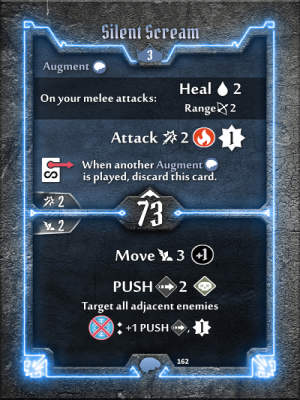 Silent Scream
3
Augment
On your melee attacks:
Heal 2
Range 2
Attack 2 1
When another Augment
is played, discard this card.
2
73
2
Move 3 +1
PUSH 2
Target all adjacent enemies
: +1 PUSH , 1
162